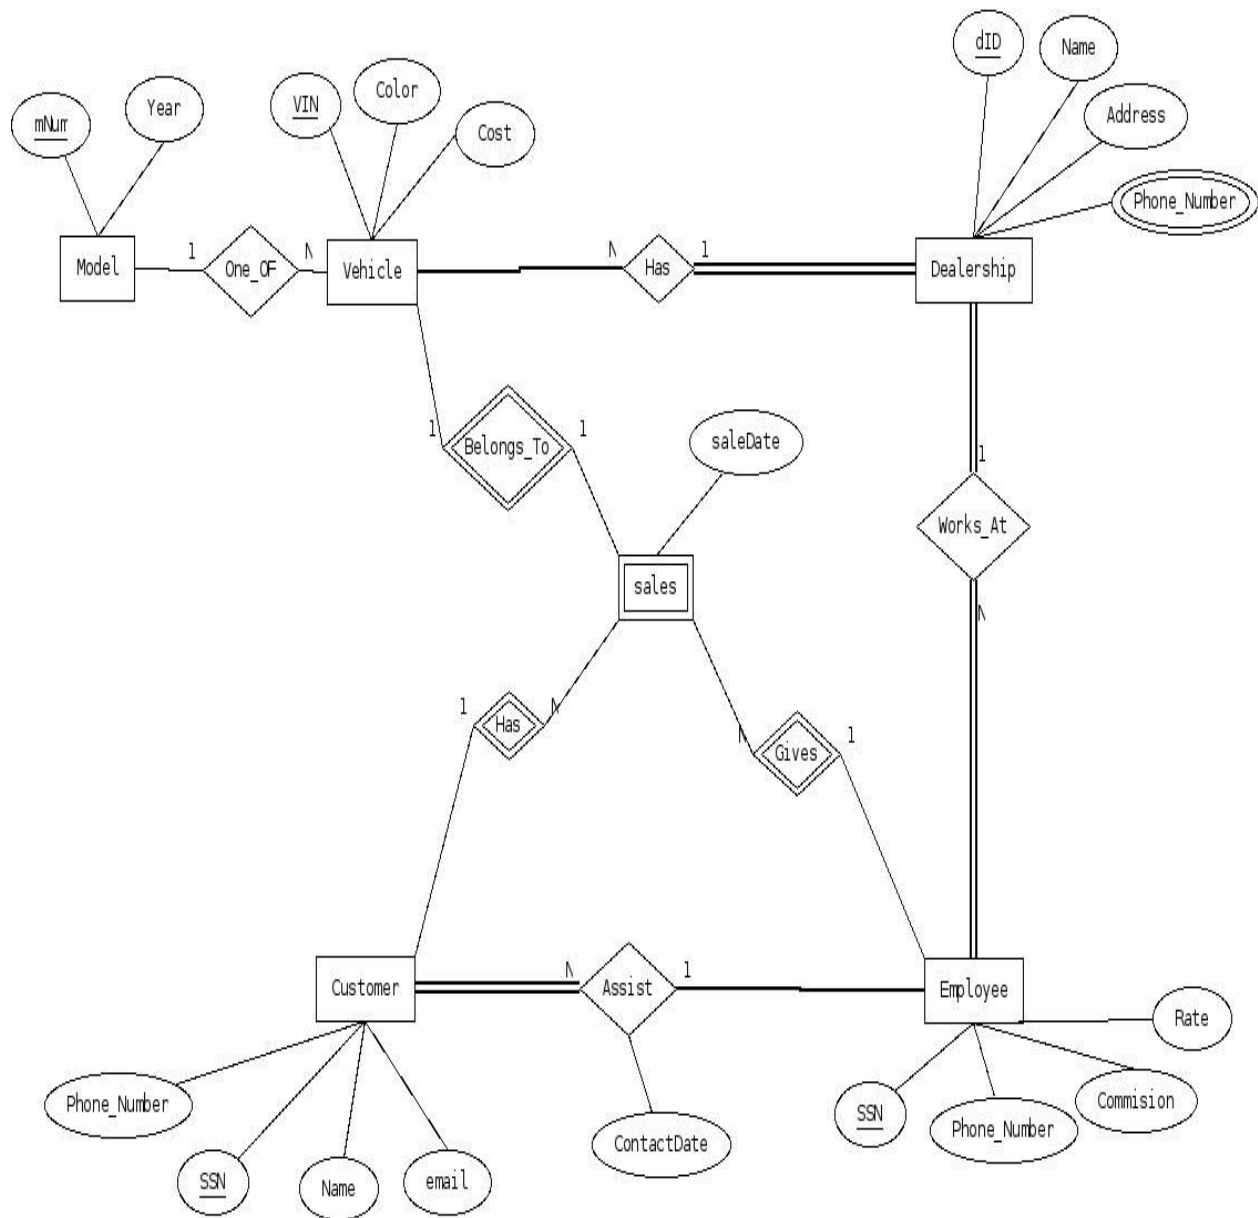 dID
Name
Color
Year
VIN
Address
mNum
Cost
Phone_Number
1
N
N
1
Model
One_OF
Vehicle
Has
Dealership
1
1
1
Belongs_To
saleDate
Works_At
sales
N
1
N
Has
N
1
Gives
N
1
Customer
Assist
Employee
Rate
Phone_Number
SSN
Commision
Phone_Number
ContactDate
SSN
Name
email